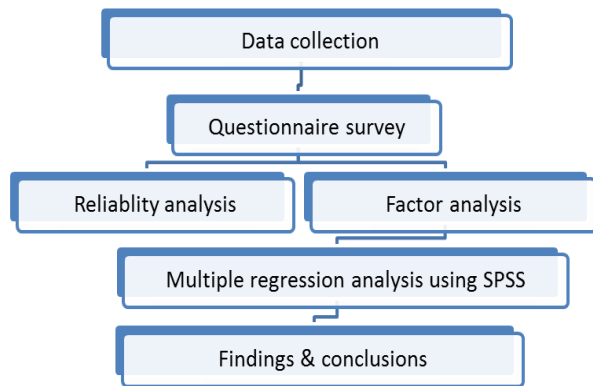 Data collection
Questionnaire survey
Reliablity analysis
Factor analysis
Multiple regression analysis using SPSS
Findings & conclusions